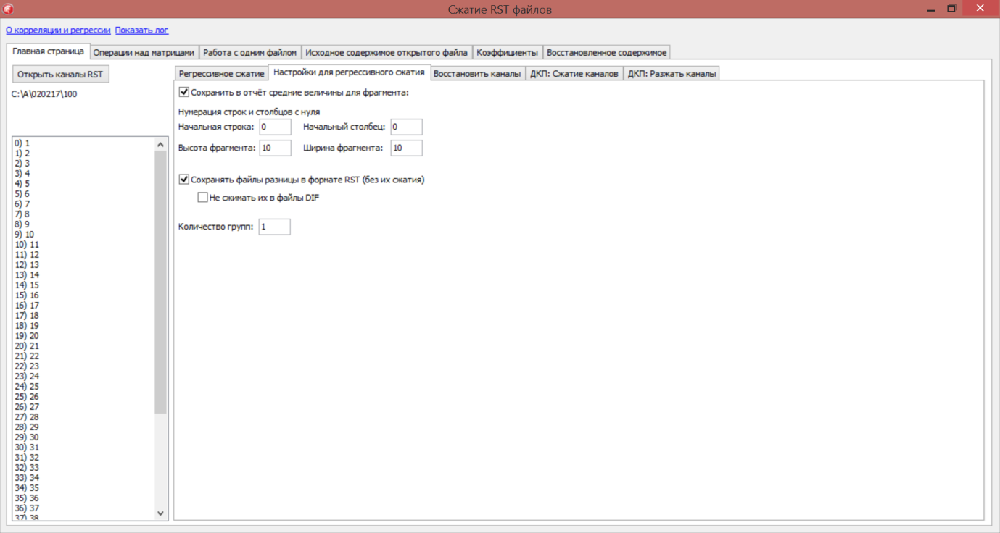 Сжатие RST файлов
О корреляции и регрессии Показать лог
Главная страница Операции над матрицами Работа с одним файлом Исходное содержимое открытого файла Коэффициенты Восстановленное содержимое
Открыть каналы RST
C:\A\020217\100
0) 1
1) 2
2) 3
3) 4
4) 5
5) 6
6) 7
7) 8
8) 9
9) 10
10) 11
11) 12
12) 13
13) 14
14) 15
15) 16
16) 17
17) 18
18) 19
19) 20
20) 21
21) 22
22) 23
23) 24
24) 25
25) 26
26) 27
27) 28
28) 29
29) 30
30) 31
31) 32
32) 33
33) 34
34) 35
35) 36
36) 37
37) 38
Регрессивное сжатие Настройки для регрессивного сжатия Восстановить каналы ДКП: Сжатие каналов ДКП: Разжать каналы
Сохранить в отчёт средние величины для фрагмента:
Нумерация строк и столбцов с нуля
Начальная строка: 0 Начальный столбец: 0
Высота фрагмента: 10 Ширина фрагмента: 10
Сохранять файлы разницы в формате RST (без их сжатия)
Не сжимать их в файлы DIF
Количество групп: 1